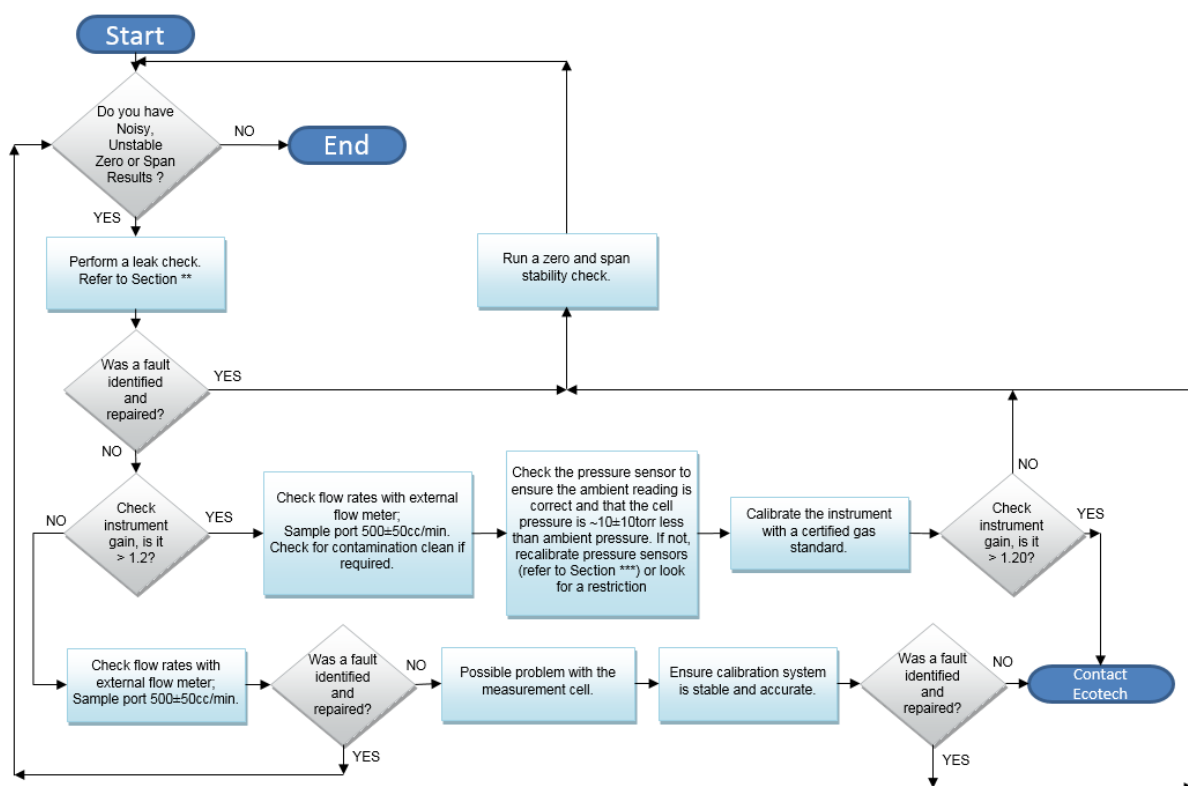 Start
Do you have
Noisy,
Unstable
Zero or Span
Results ?
NO
End
YES
Perform a leak check.
Refer to Section **
Run a zero and span
stability check.
Was a fault
identified
and
repaired?
YES
NO
Check
instrument
gain, is it
> 1.2?
NO
YES
Check flow rates with external
flow meter;
Sample port 500±50cc/min.
Check for contamination clean if
required.
Check the pressure sensor to
ensure the ambient reading is
correct and that the cell
pressure is ~10±10torr less
than ambient pressure. If not,
recalibrate pressure sensors
(refer to Section ***) or look
for a restriction
Calibrate the instrument
with a certified gas
standard.
Check
instrument
gain, is it
> 1.20?
NO
YES
Check flow rates with
external flow meter;
Sample port 500±50cc/min.
Was a fault
identified
and
repaired?
NO
YES
Possible problem with the
measurement cell.
Ensure calibration system
is stable and accurate.
Was a fault
identified
and
repaired?
NO
YES
Contact
Ecotech